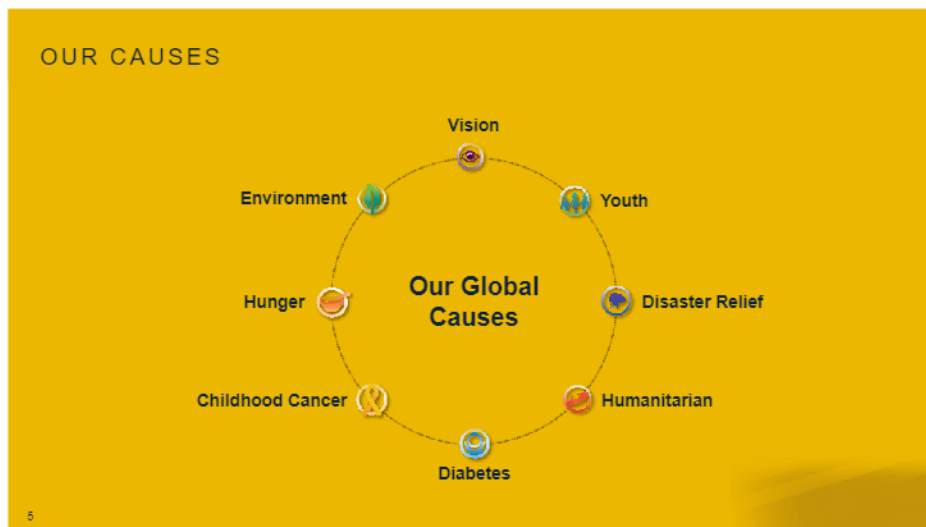 OUR CAUSES
Vision
Environment
Youth
Hunger
Our Global
Causes
Disaster Relief
Childhood Cancer
Humanitarian
Diabetes
5